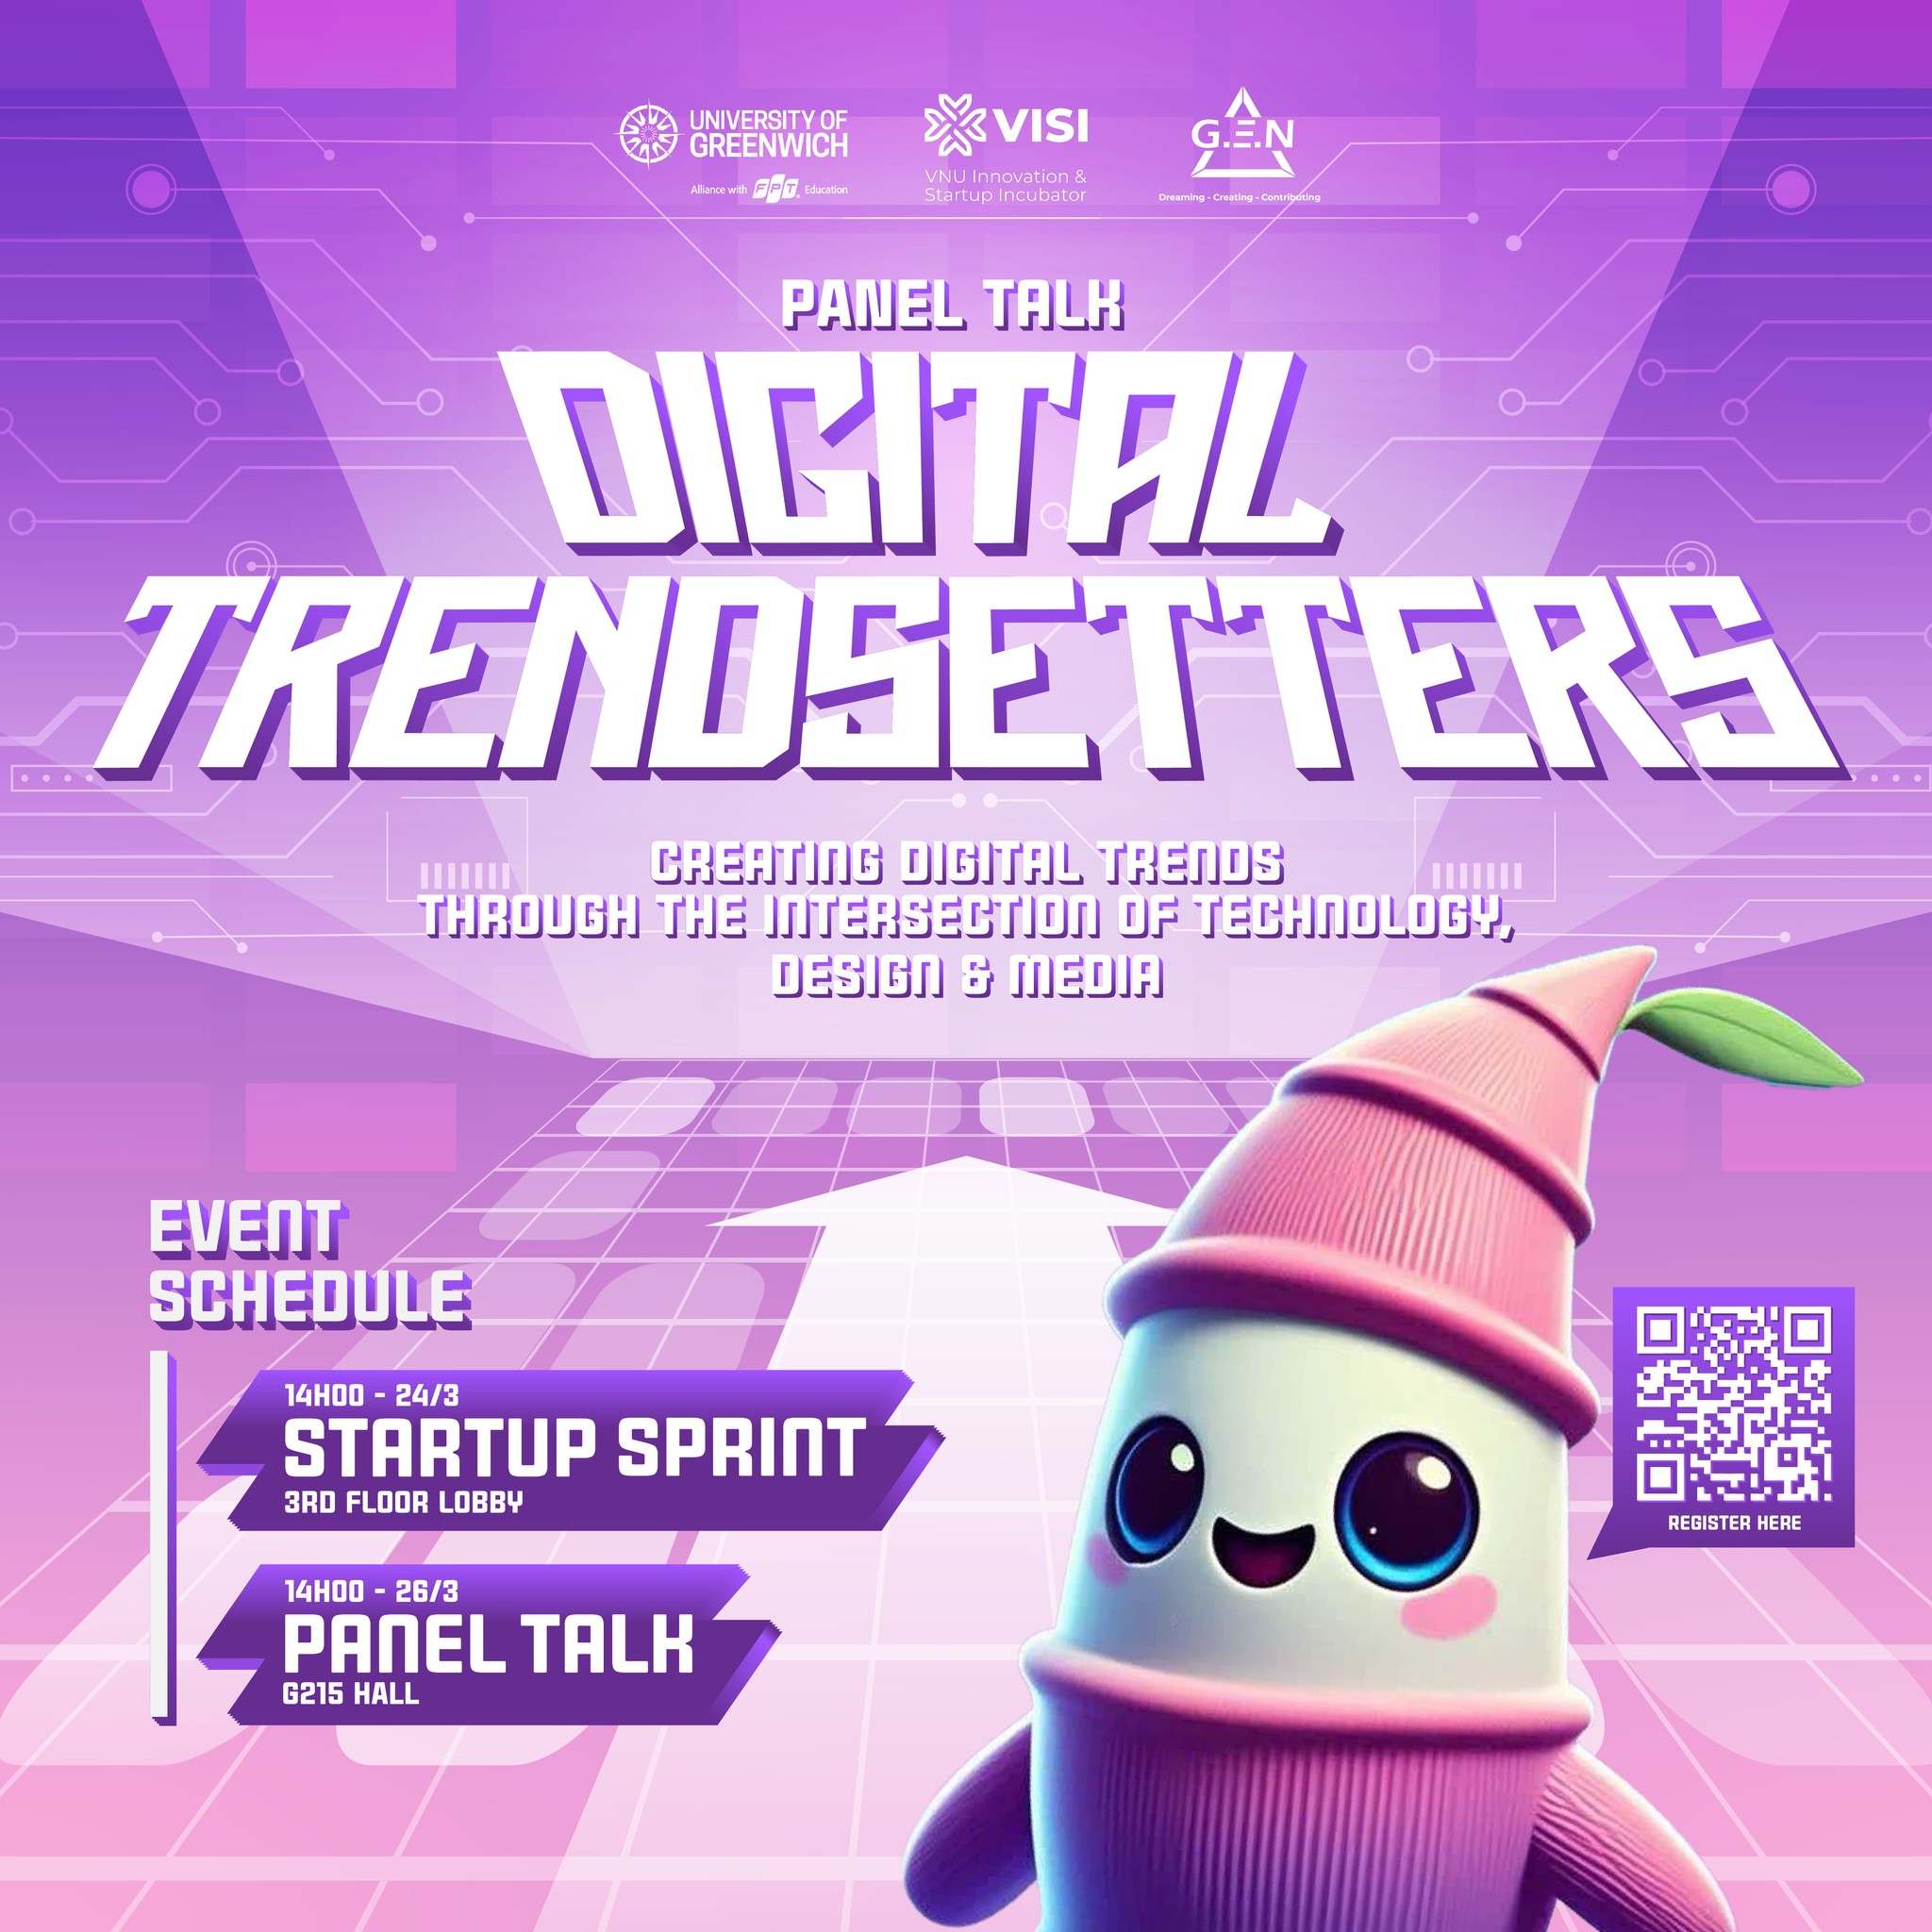 UNIVERSITY OF
GREENWICH
Alliance with FPT Education
VISI
VNU Innovation &
Startup Incubator
G.E.N
Dreaming - Creating - Contributing
PANEL TALK
DIGITAL
TRENDSETTERS
CREATING DIGITAL TRENDS
THROUGH THE INTERSECTION OF TECHNOLOGY,
DESIGN & MEDIA
EVENT
SCHEDULE
14H00 - 24/3
STARTUP SPRINT
3RD FLOOR LOBBY
14H00 - 26/3
PANEL TALK
G215 HALL
REGISTER HERE